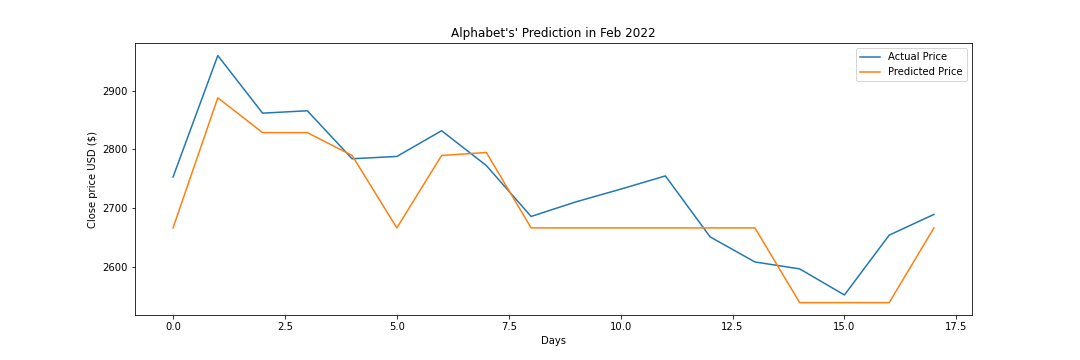 Alphabet's' Prediction in Feb 2022
Actual Price
Predicted Price
Close price USD ($)
2900
2800
2700
2600
0.0 2.5 5.0 7.5 10.0 12.5 15.0 17.5
Days